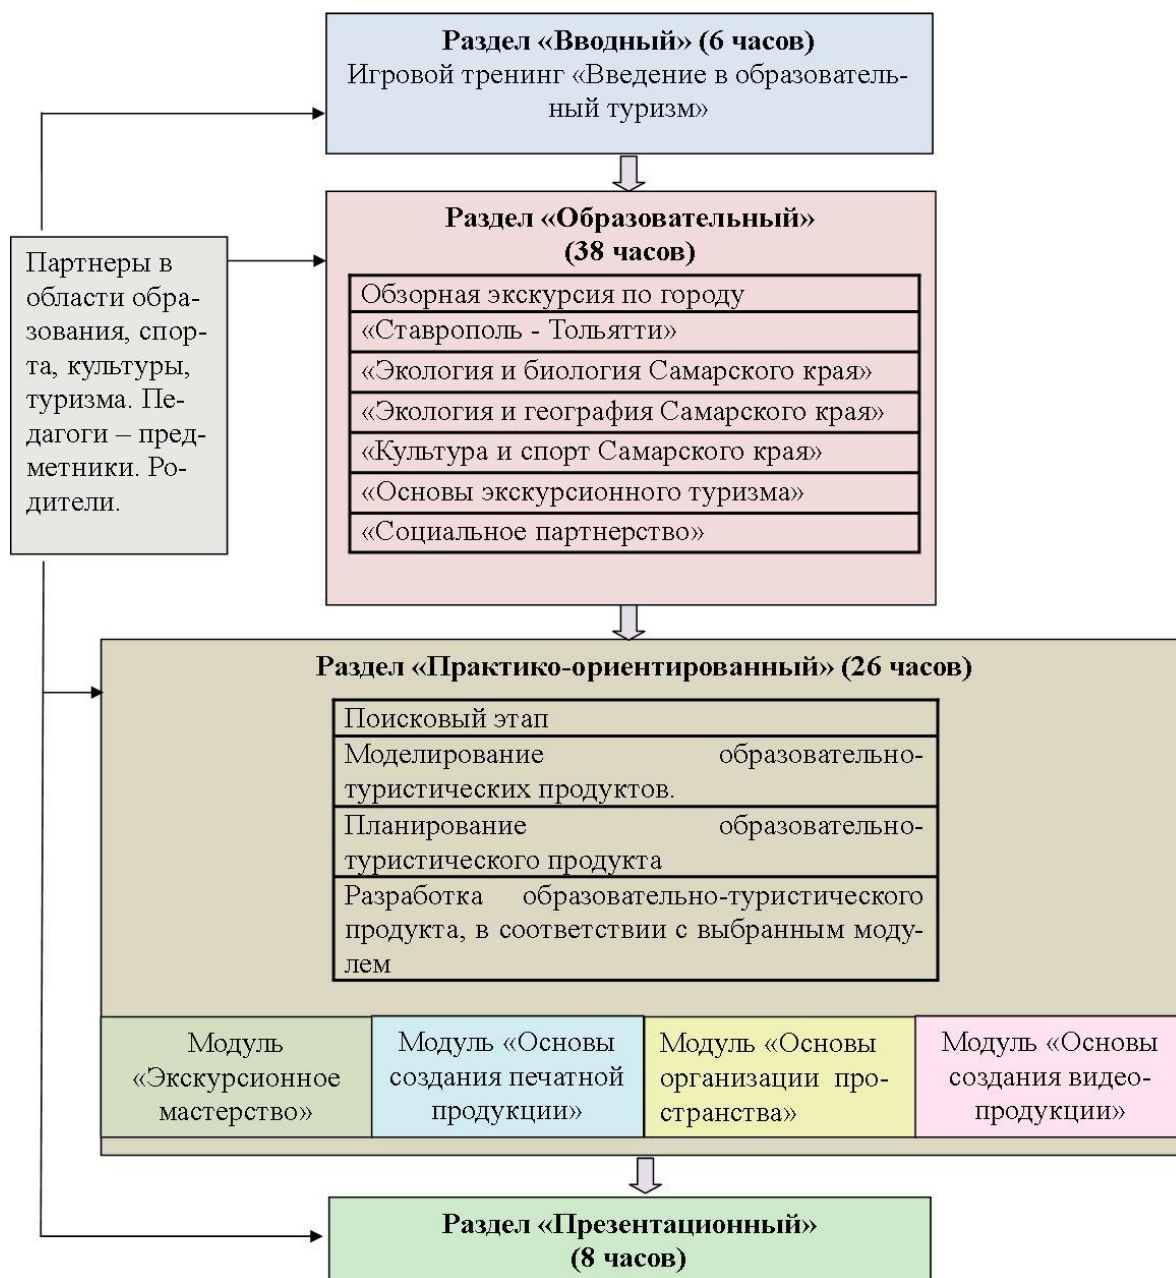 Раздел «Вводный» (6 часов)
Игровой тренинг «Введение в образователь-
ный туризм»
Раздел «Образовательный»
(38 часов)
Обзорная экскурсия по городу
«Ставрополь - Тольятти»
«Экология и биология Самарского края»
«Экология и география Самарского края»
«Культура и спорт Самарского края»
«Основы экскурсионного туризма»
«Социальное партнерство»
Партнеры в
области обра-
зования, спор-
та, культуры,
туризма. Пе-
дагоги – пред-
метники. Ро-
дители.
Раздел «Практико-ориентированный» (26 часов)
Поисковый этап
Моделирование образовательно-
туристических продуктов.
Планирование образовательно-
туристического продукта
Разработка образовательно-туристического
продукта, в соответствии с выбранным моду-
лем
Модуль
«Экскурсионное
мастерство»
Модуль «Основы
создания печатной
продукции»
Модуль «Основы
организации про-
странства»
Модуль «Основы
создания видео-
продукции»
Раздел «Презентационный»
(8 часов)